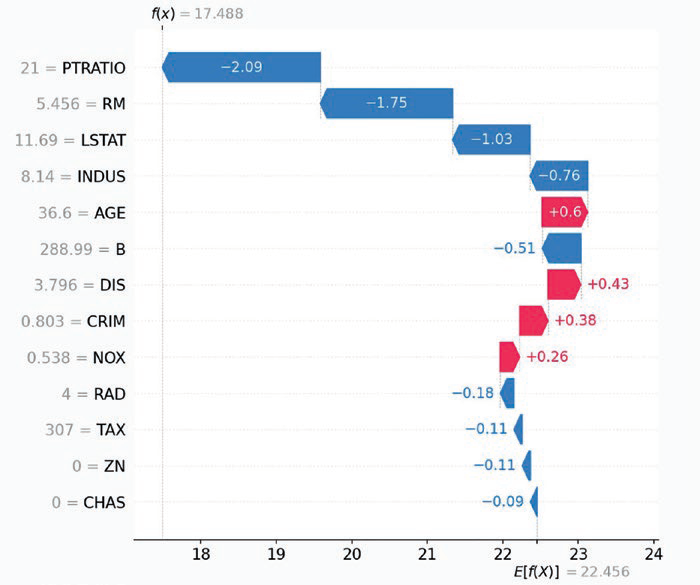 f(x) = 17.488
21 = PTRATIO −2.09
5.456 = RM −1.75
11.69 = LSTAT −1.03
8.14 = INDUS −0.76
36.6 = AGE +0.6
288.99 = B −0.51
3.796 = DIS +0.43
0.803 = CRIM +0.38
0.538 = NOX +0.26
4 = RAD −0.18
307 = TAX −0.11
0 = ZN −0.11
0 = CHAS −0.09
18 19 20 21 22 23 24
E[f(X)] = 22.456